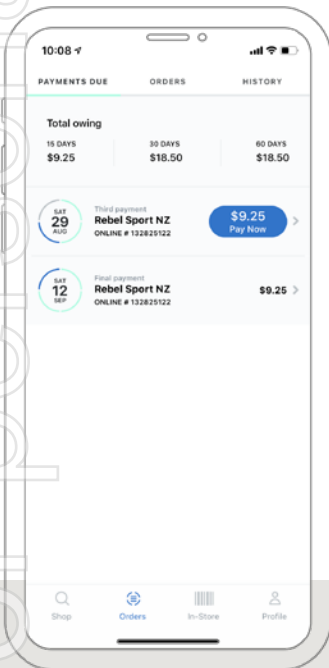 10:08
PAYMENTS DUE ORDERS HISTORY
Total owing
15 DAYS 30 DAYS 60 DAYS
$9.25 $18.50 $18.50
SAT
29
AUG
Third payment
Rebel Sport NZ
ONLINE # 132825122
$9.25
Pay Now
SAT
12
SEP
Final payment
Rebel Sport NZ
ONLINE # 132825122
$9.25
Shop Orders In-Store Profile